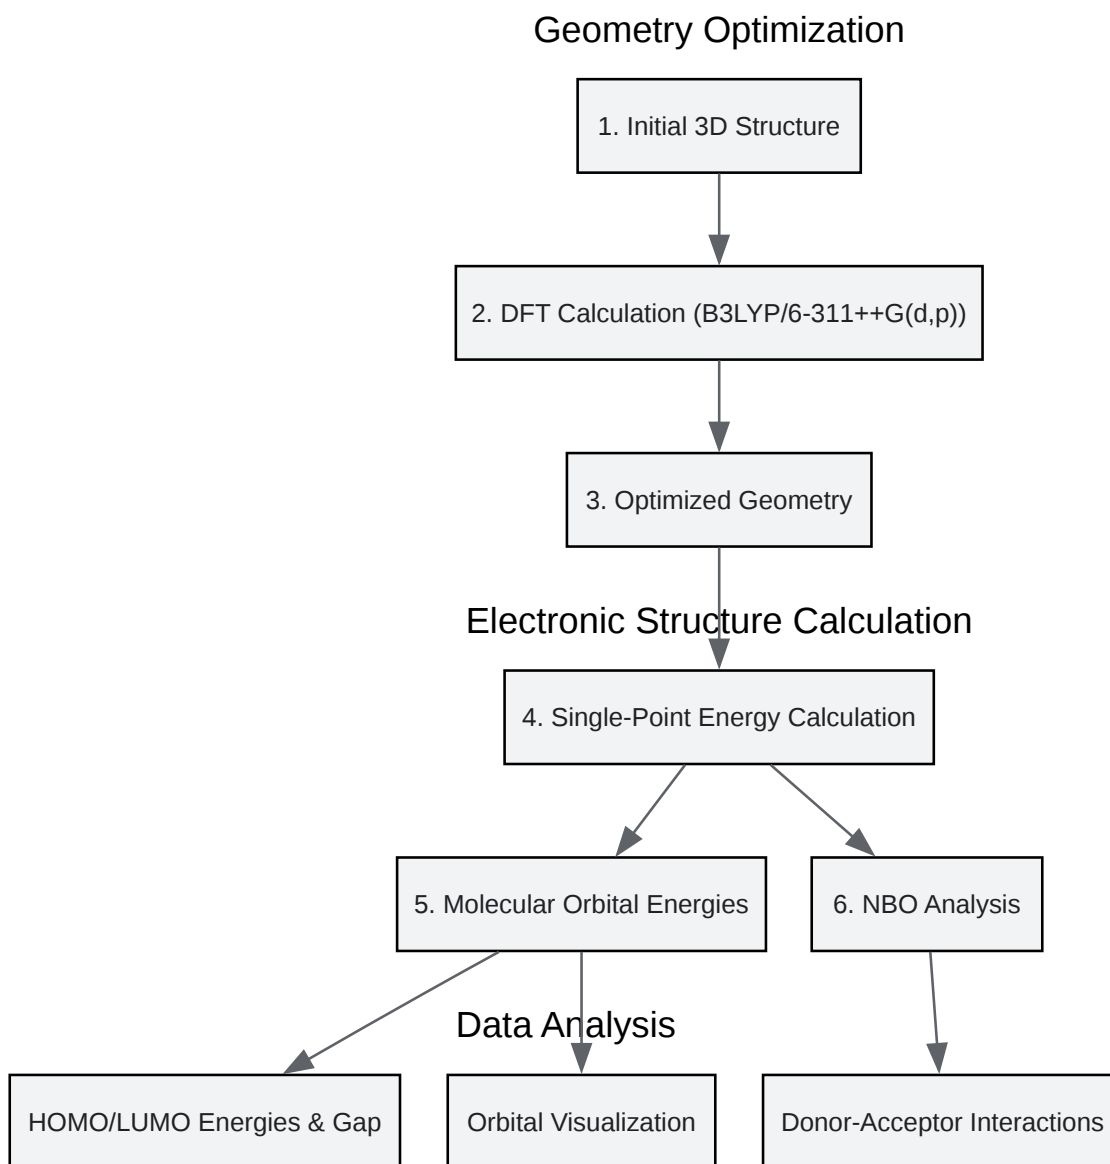 Geometry Optimization
1. Initial 3D Structure
2. DFT Calculation (B3LYP/6-311++G(d,p))
3. Optimized Geometry
Electronic Structure Calculation
4. Single-Point Energy Calculation
5. Molecular Orbital Energies
6. NBO Analysis
Data Analysis
HOMO/LUMO Energies & Gap
Orbital Visualization
Donor-Acceptor Interactions